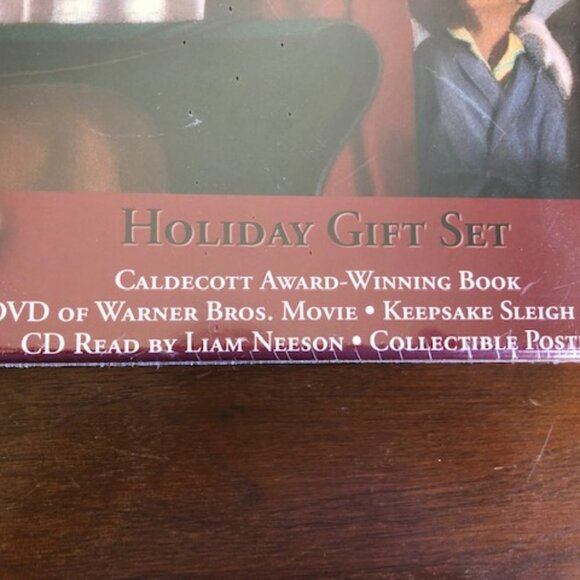 Holiday Gift Set
Caldecott Award-Winning Book
DVD of Warner Bros. Movie • Keepsake Sleigh
CD Read by Liam Neeson • Collectible